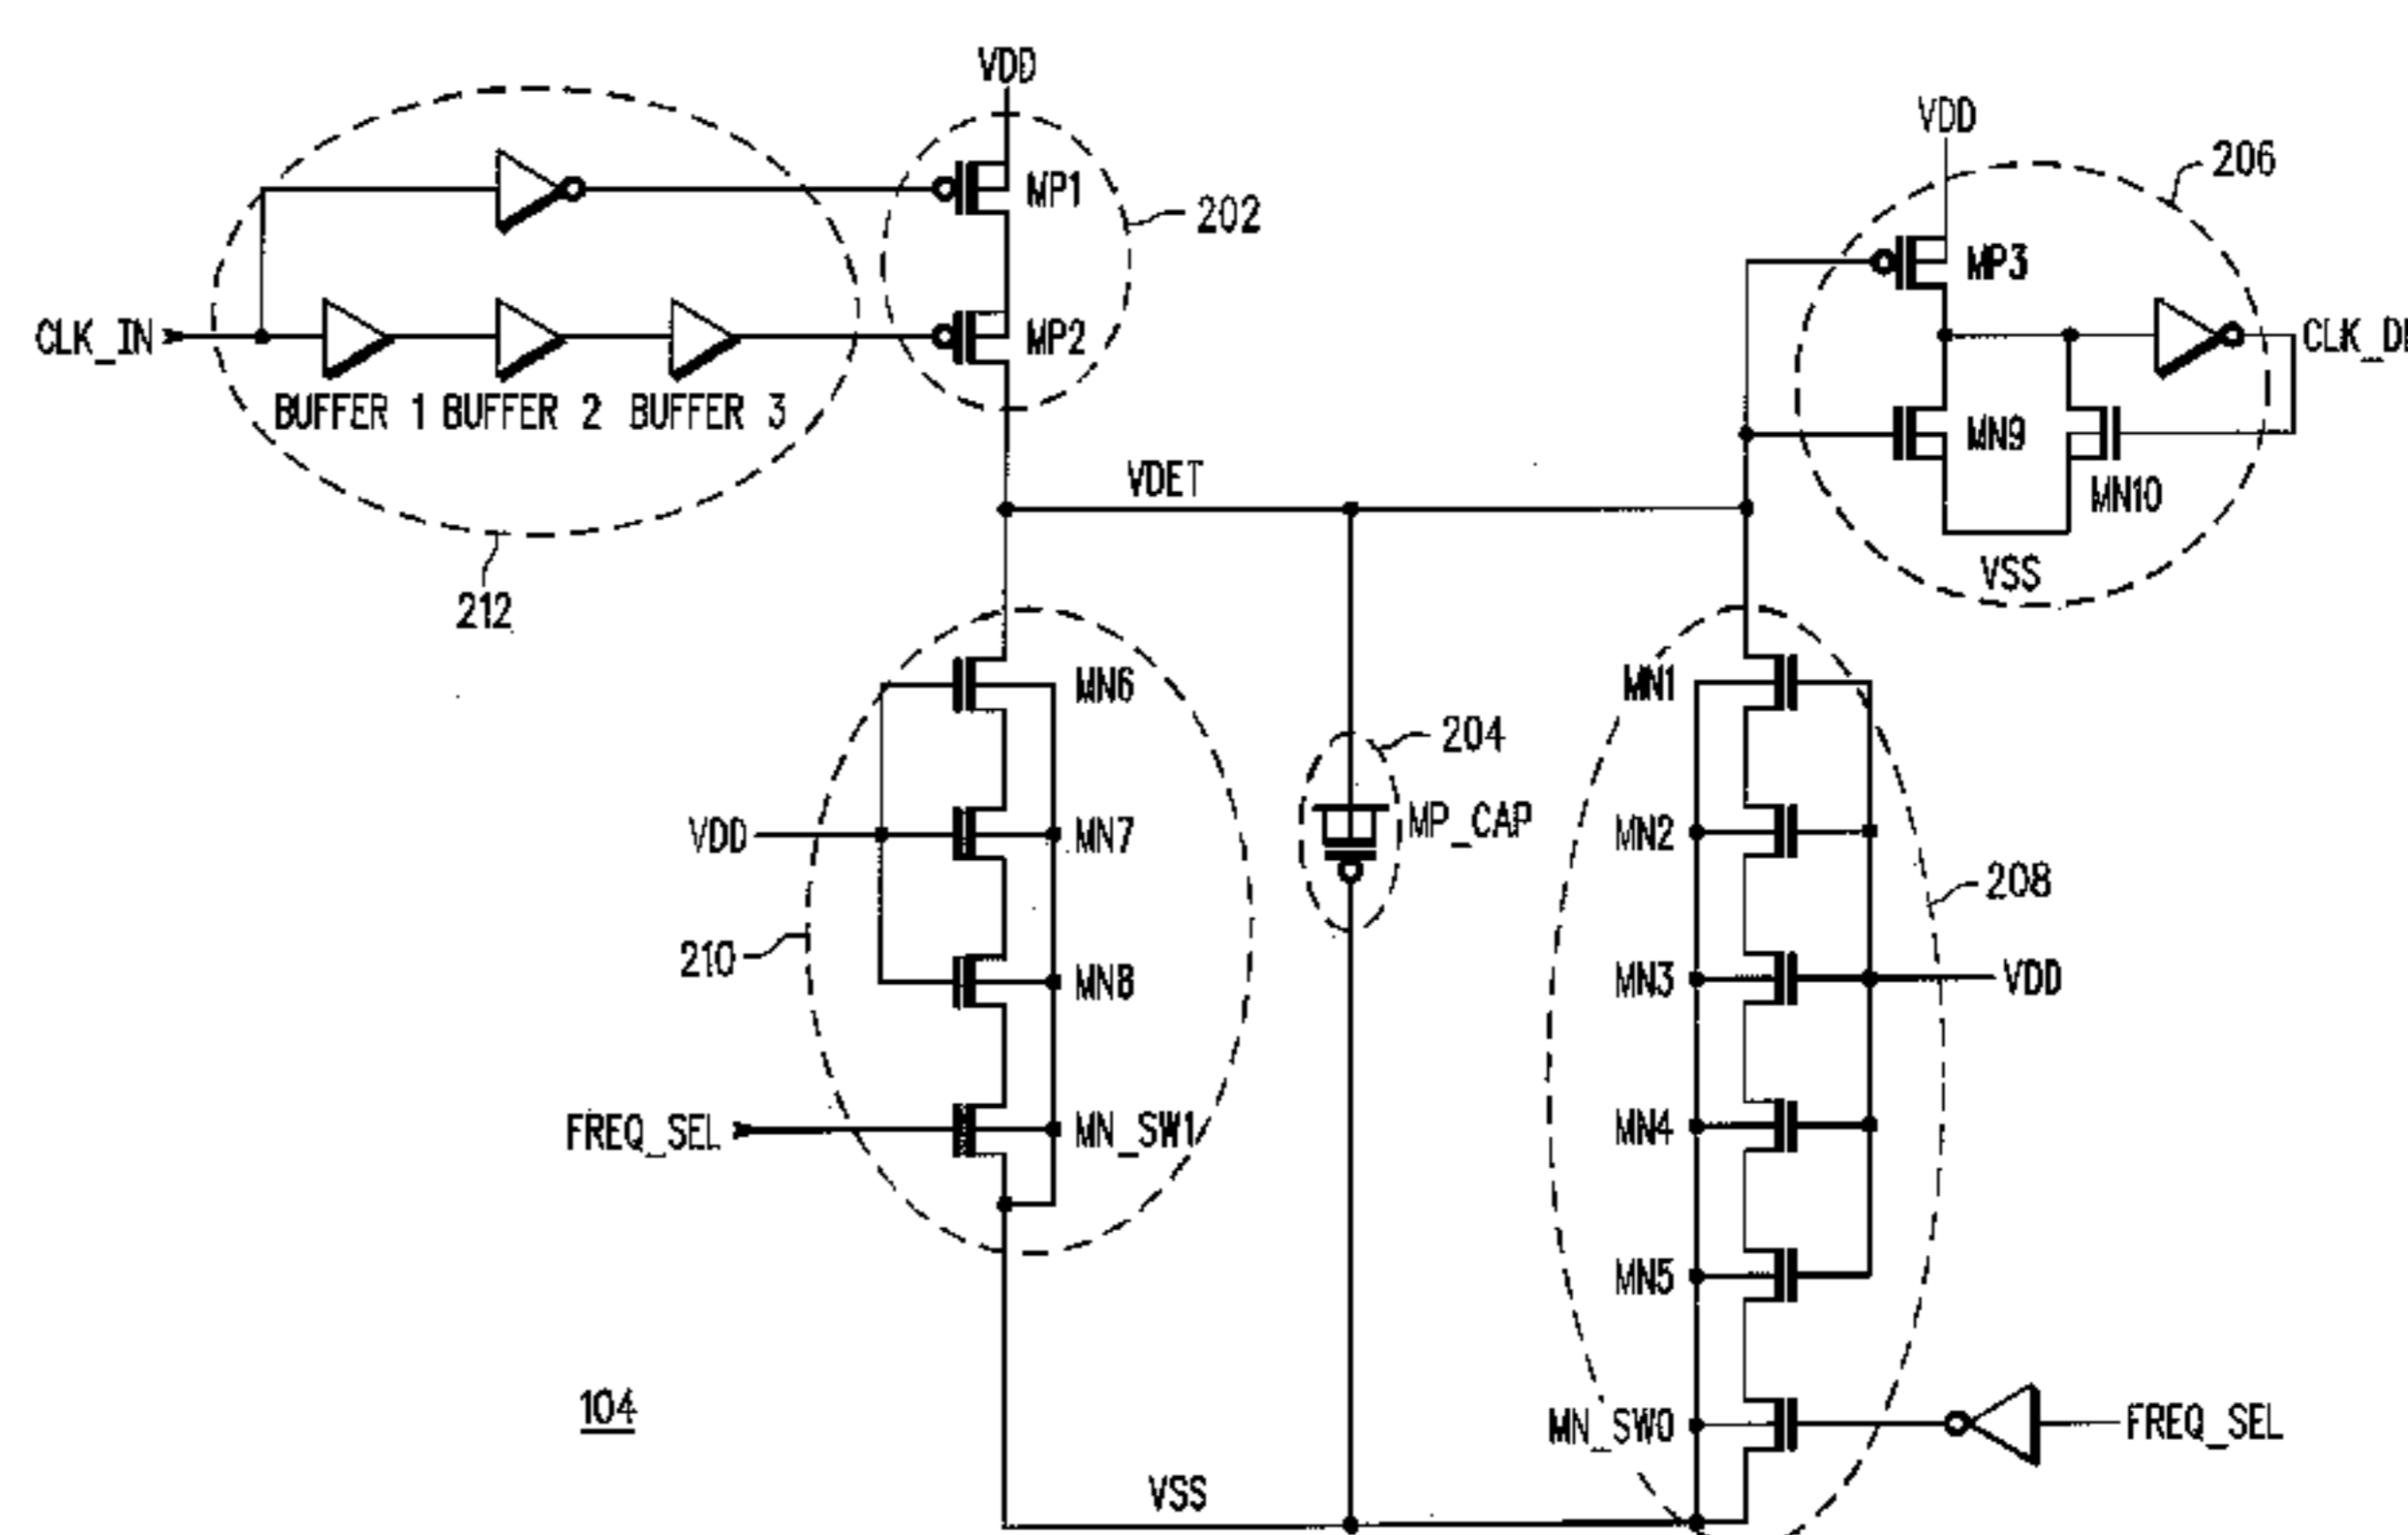 VDD
VDD
206
MP1
202
MP3
CLK_IN
MP2
CLK_D
BUFFER 1 BUFFER 2 BUFFER 3
MN9
VDET
MN10
VSS
212
MN6
MN1
204
VDD
MN7
MP_CAP
MN2
208
210
MN8
MN3
VDD
FREQ_SEL
MN_SW1
MN4
MN5
104
MN_SW0
FREQ_SEL
VSS